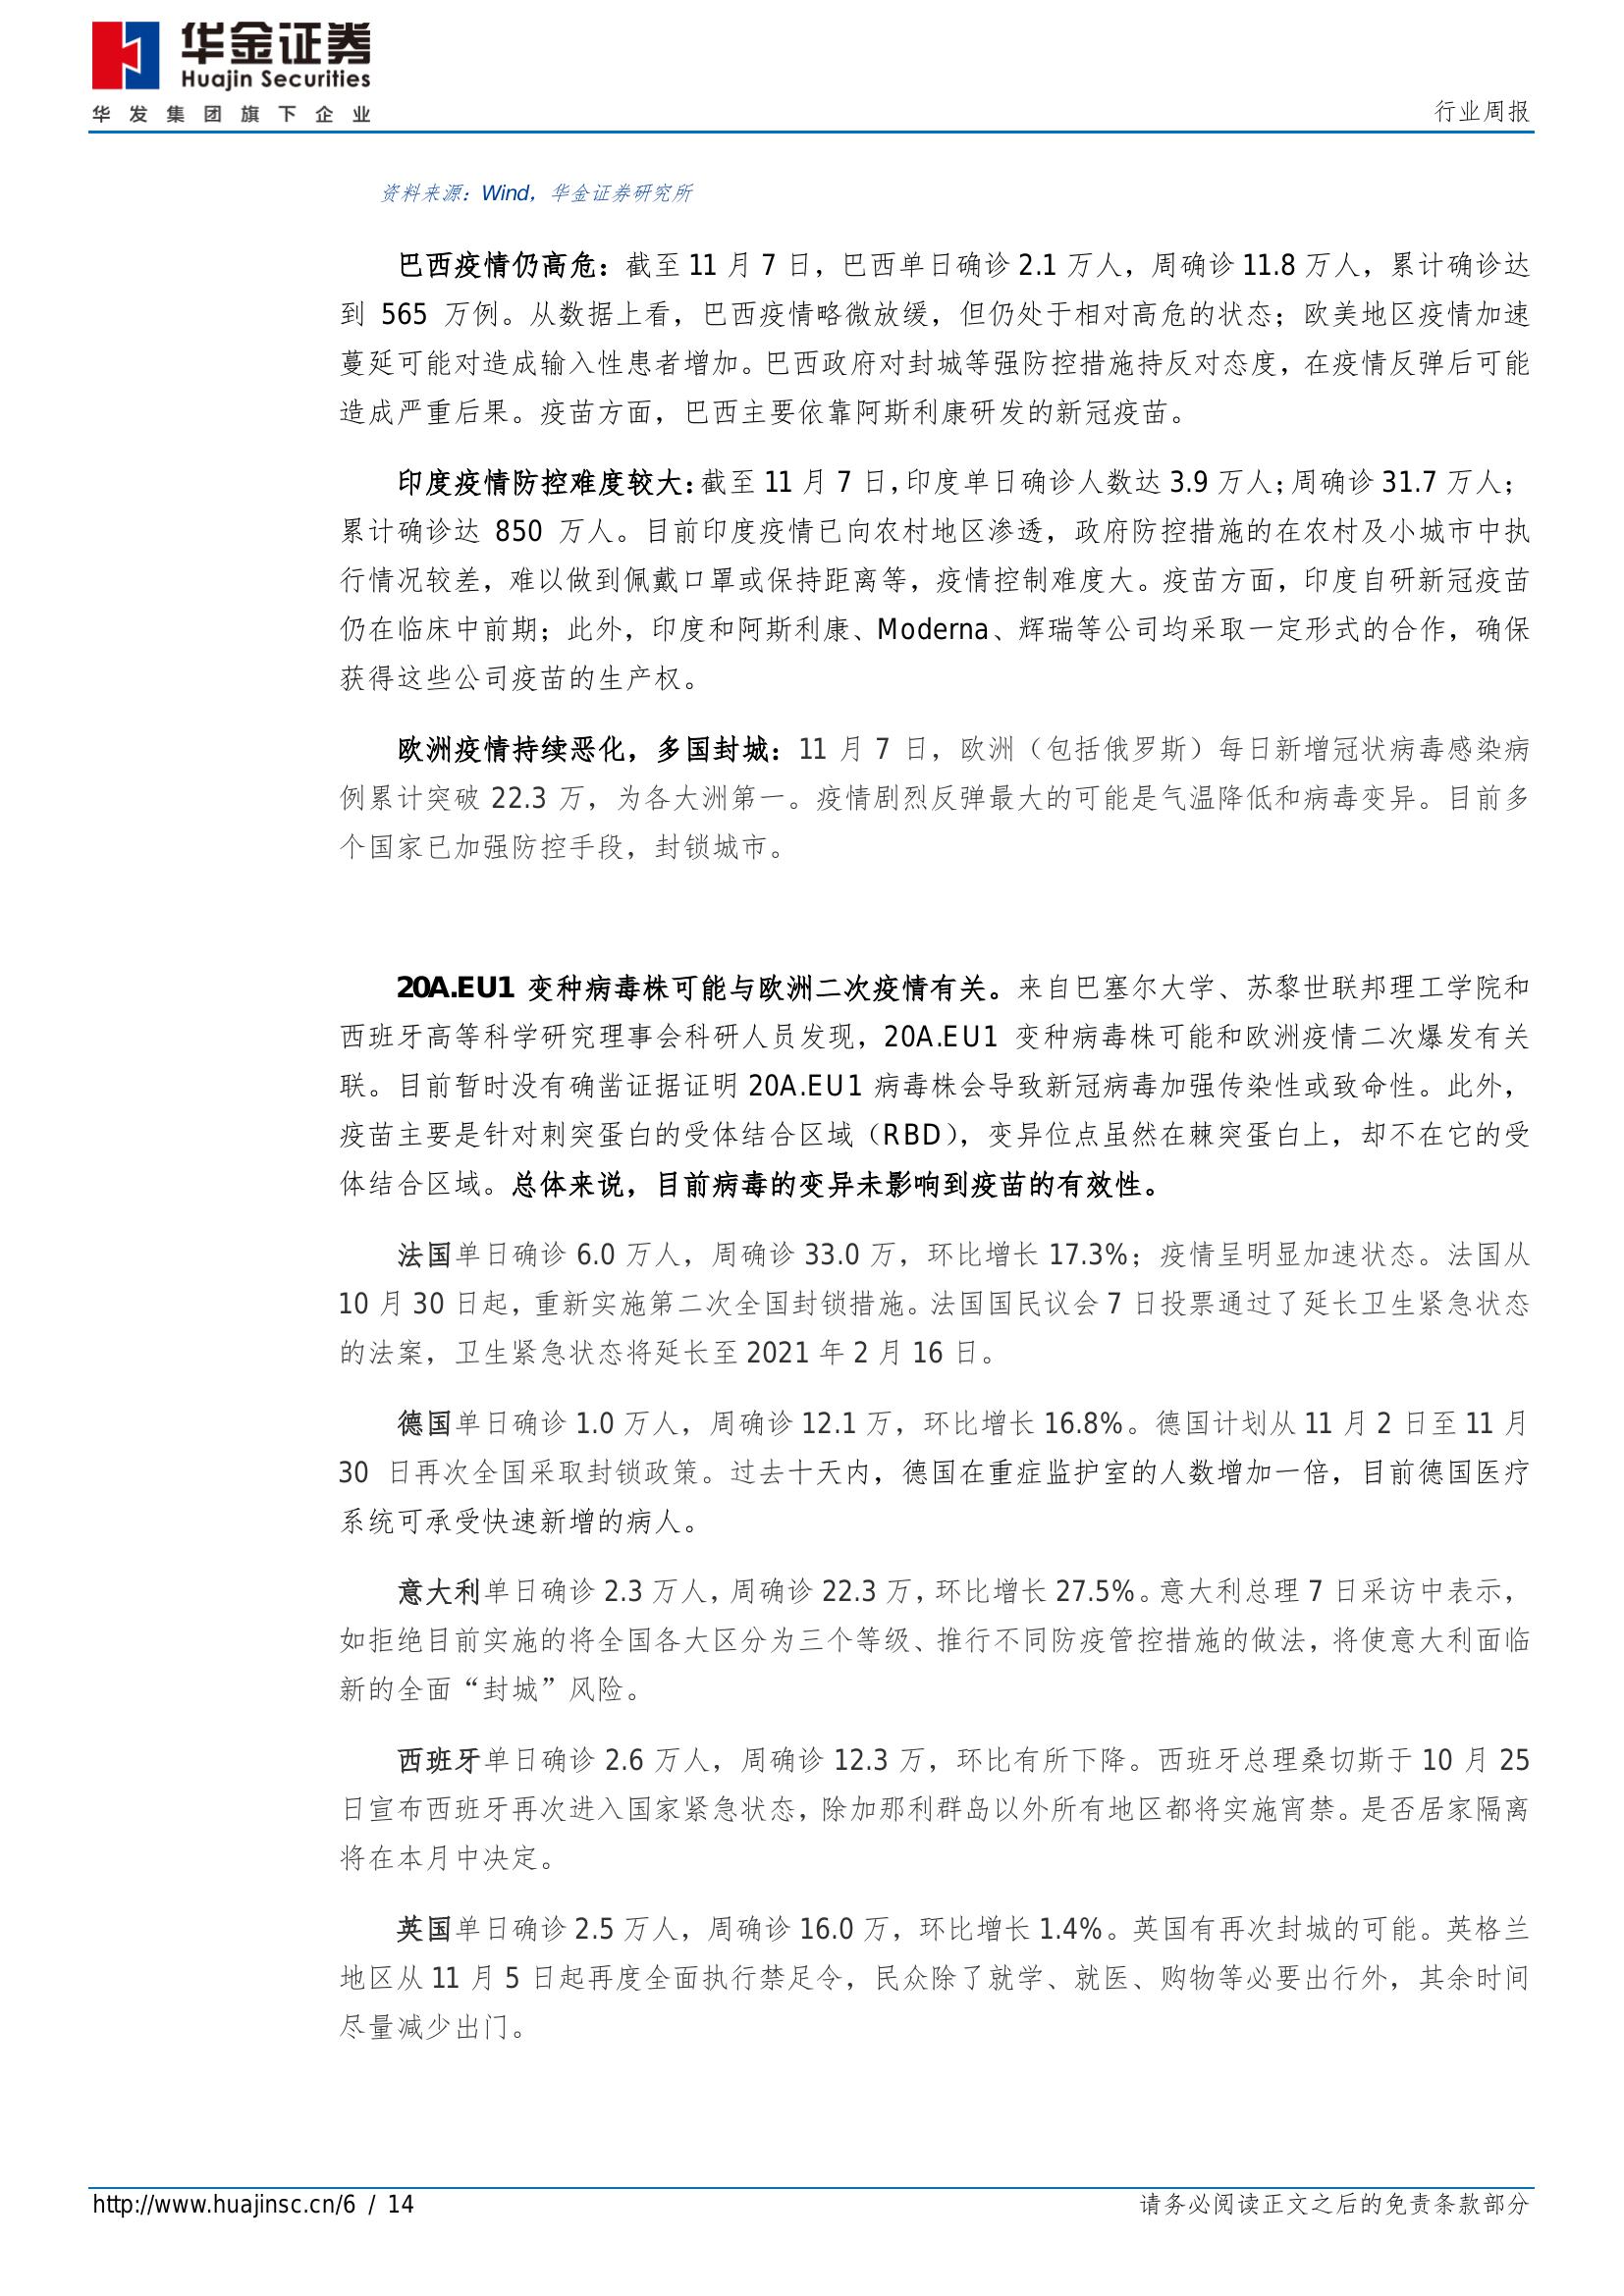 华金证券
Huajin Securities
华发集团旗下企业
行业周报
资料来源：Wind，华金证券研究所
巴西疫情仍高危：截至 11 月 7 日，巴西单日确诊 2.1 万人，周确诊 11.8 万人，累计确诊达
到 565 万例。从数据上看，巴西疫情略微放缓，但仍处于相对高危的状态；欧美地区疫情加速
蔓延可能对造成输入性患者增加。巴西政府对封城等强防控措施持反对态度，在疫情反弹后可能
造成严重后果。疫苗方面，巴西主要依靠阿斯利康研发的新冠疫苗。
印度疫情防控难度较大：截至 11 月 7 日，印度单日确诊人数达 3.9 万人；周确诊 31.7 万人；
累计确诊达 850 万人。目前印度疫情已向农村地区渗透，政府防控措施的在农村及小城市中执
行情况较差，难以做到佩戴口罩或保持距离等，疫情控制难度大。疫苗方面，印度自研新冠疫苗
仍在临床中前期；此外，印度和阿斯利康、Moderna、辉瑞等公司均采取一定形式的合作，确保
获得这些公司疫苗的生产权。
欧洲疫情持续恶化，多国封城：11 月 7 日，欧洲（包括俄罗斯）每日新增冠状病毒感染病
例累计突破 22.3 万，为各大洲第一。疫情剧烈反弹最大的可能是气温降低和病毒变异。目前多
个国家已加强防控手段，封锁城市。
20A.EU1 变种病毒株可能与欧洲二次疫情有关。来自巴塞尔大学、苏黎世联邦理工学院和
西班牙高等科学研究理事会科研人员发现，20A.EU1 变种病毒株可能和欧洲疫情二次爆发有关
联。目前暂时没有确凿证据证明 20A.EU1 病毒株会导致新冠病毒加强传染性或致命性。此外，
疫苗主要是针对刺突蛋白的受体结合区域（RBD），变异位点虽然在棘突蛋白上，却不在它的受
体结合区域。总体来说，目前病毒的变异未影响到疫苗的有效性。
法国单日确诊 6.0 万人，周确诊 33.0 万，环比增长 17.3%；疫情呈明显加速状态。法国从
10 月 30 日起，重新实施第二次全国封锁措施。法国国民议会 7 日投票通过了延长卫生紧急状态
的法案，卫生紧急状态将延长至 2021 年 2 月 16 日。
德国单日确诊 1.0 万人，周确诊 12.1 万，环比增长 16.8%。德国计划从 11 月 2 日至 11 月
30 日再次全国采取封锁政策。过去十天内，德国在重症监护室的人数增加一倍，目前德国医疗
系统可承受快速新增的病人。
意大利单日确诊 2.3 万人，周确诊 22.3 万，环比增长 27.5%。意大利总理 7 日采访中表示，
如拒绝目前实施的将全国各大区分为三个等级、推行不同防疫管控措施的做法，将使意大利面临
新的全面“封城”风险。
西班牙单日确诊 2.6 万人，周确诊 12.3 万，环比有所下降。西班牙总理桑切斯于 10 月 25
日宣布西班牙再次进入国家紧急状态，除加那利群岛以外所有地区都将实施宵禁。是否居家隔离
将在本月中决定。
英国单日确诊 2.5 万人，周确诊 16.0 万，环比增长 1.4%。英国有再次封城的可能。英格兰
地区从 11 月 5 日起再度全面执行禁足令，民众除了就学、就医、购物等必要出行外，其余时间
尽量减少出门。
http://www.huajinsc.cn/6 / 14
请务必阅读正文之后的免责条款部分